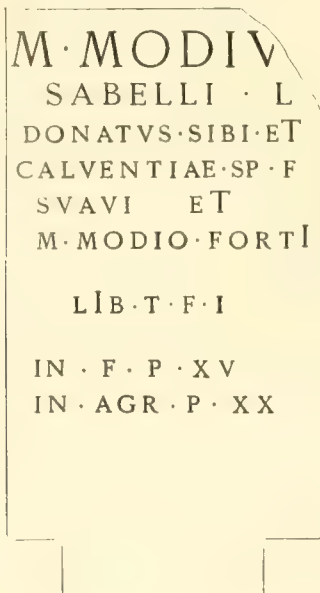 M·MODIV
SABELLI · L
DONATVS·SIBI·ET
CALVENTIAE·SP·F
SVAVI ET
M·MODIO·FORTI
LIB·T·F·I
IN · F · P · XV
IN · AGR · P · XX